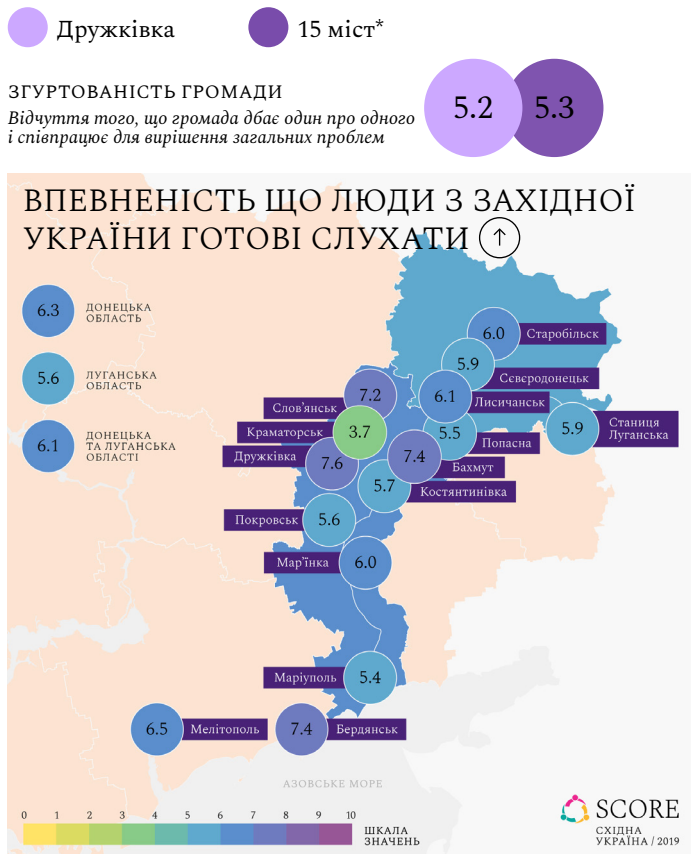 Дружківка
15 міст*
ЗГУРТОВАНІСТЬ ГРОМАДИ
Відчуття того, що громада дбає один про одного
і співпрацює для вирішення загальних проблем
5.2
5.3
ВПЕВНЕНІСТЬ ЩО ЛЮДИ З ЗАХІДНОЇ
УКРАЇНИ ГОТОВІ СЛУХАТИ
6.3
ДОНЕЦЬКА
ОБЛАСТЬ
5.6
ЛУГАНСЬКА
ОБЛАСТЬ
6.1
ДОНЕЦЬКА
ТА ЛУГАНСЬКА
ОБЛАСТІ
6.0
Старобільск
5.9
Сєвєродонецьк
7.2
Слов'янськ
6.1
Лисичанськ
Краматорськ
3.7
5.5
Попасна
5.9
Станиця
Луганська
Дружківка
7.6
7.4
Бахмут
5.7
Костянтинівка
Покровськ
5.6
Мар'їнка
6.0
Маріуполь
5.4
6.5
Мелітополь
7.4
Бердянськ
АЗОВСЬКЕ МОРЕ
0 1 2 3 4 5 6 7 8 9 10
ШКАЛА
ЗНАЧЕНЬ
SCORE
СХІДНА
УКРАЇНА / 2019